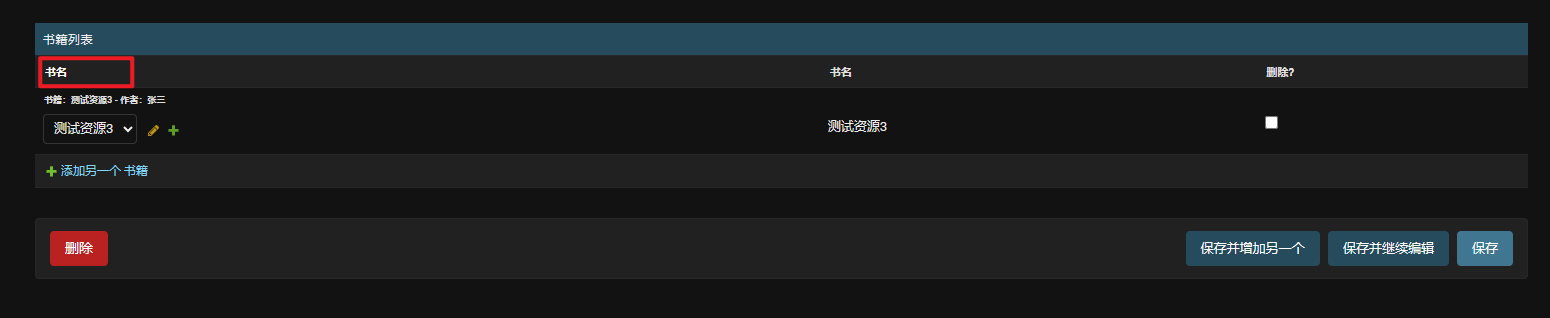 书籍列表
书名 书名 删除?
书籍：测试资源3 - 作者：张三
测试资源3 测试资源3
添加另一个 书籍
删除 保存并增加另一个 保存并继续编辑 保存